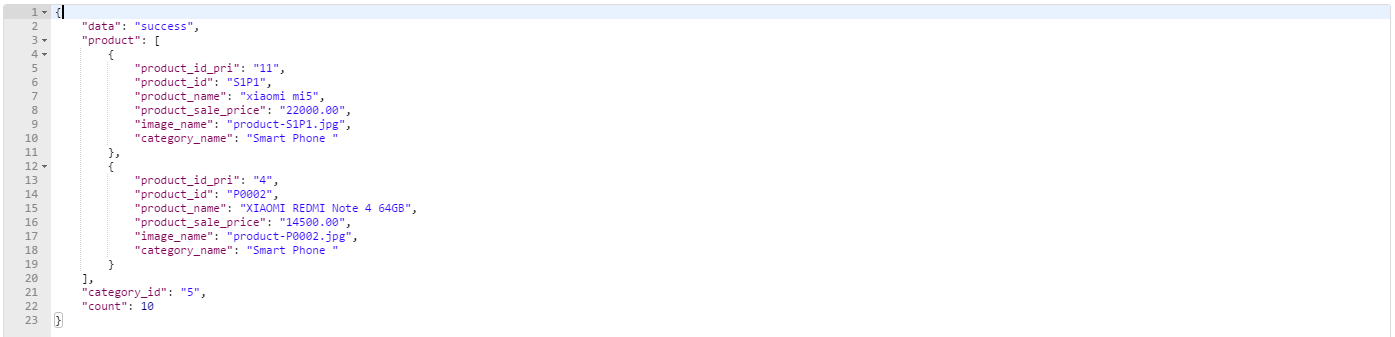 1 {
2 "data": "success",
3 "product": [
4 {
5 "product_id_pri": "11",
6 "product_id": "S1P1",
7 "product_name": "xiaomi mi5",
8 "product_sale_price": "22000.00",
9 "image_name": "product-S1P1.jpg",
10 "category_name": "Smart Phone "
11 },
12 {
13 "product_id_pri": "4",
14 "product_id": "P0002",
15 "product_name": "XIAOMI REDMI Note 4 64GB",
16 "product_sale_price": "14500.00",
17 "image_name": "product-P0002.jpg",
18 "category_name": "Smart Phone "
19 }
20 ],
21 "category_id": "5",
22 "count": 10
23 }